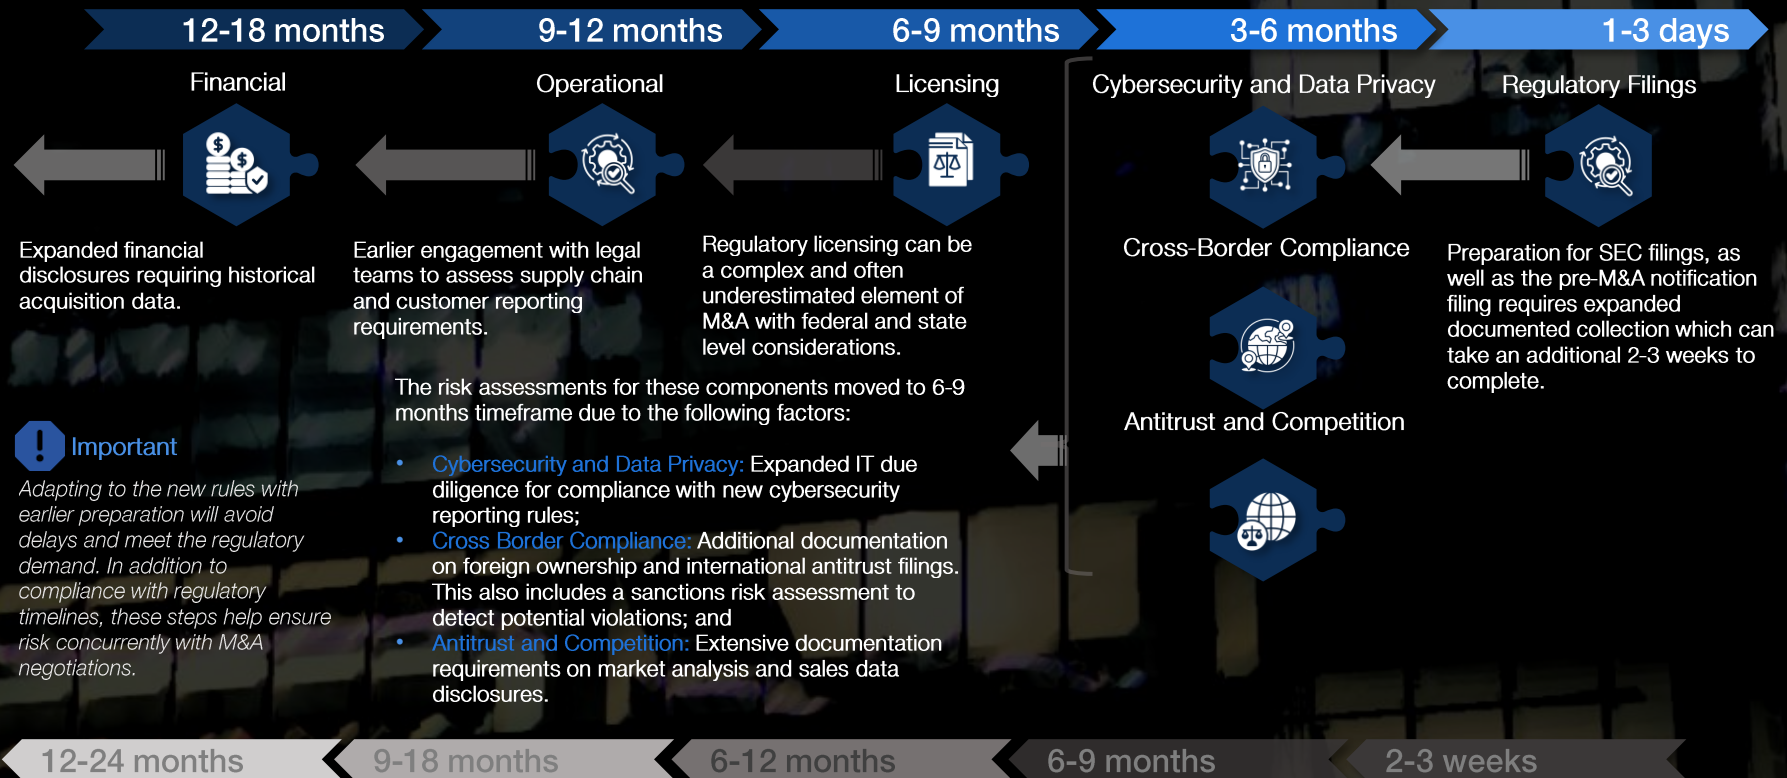 12-18 months
9-12 months
6-9 months
3-6 months
1-3 days
Financial
Operational
Licensing
Cybersecurity and Data Privacy
Regulatory Filings
Expanded financial
disclosures requiring historical
acquisition data.
Earlier engagement with legal
teams to assess supply chain
and customer reporting
requirements.
Regulatory licensing can be
a complex and often
underestimated element of
M&A with federal and state
level considerations.
Cross-Border Compliance
Antitrust and Competition
Preparation for SEC filings, as
well as the pre-M&A notification
filing requires expanded
documented collection which can
take an additional 2-3 weeks to
complete.
The risk assessments for these components moved to 6-9
months timeframe due to the following factors:
• Cybersecurity and Data Privacy: Expanded IT due
diligence for compliance with new cybersecurity
reporting rules;
• Cross Border Compliance: Additional documentation
on foreign ownership and international antitrust filings.
This also includes a sanctions risk assessment to
detect potential violations; and
• Antitrust and Competition: Extensive documentation
requirements on market analysis and sales data
disclosures.
! Important
Adapting to the new rules with
earlier preparation will avoid
delays and meet the regulatory
demand. In addition to
compliance with regulatory
timelines, these steps help ensure
risk concurrently with M&A
negotiations.
12-24 months
9-18 months
6-12 months
6-9 months
2-3 weeks